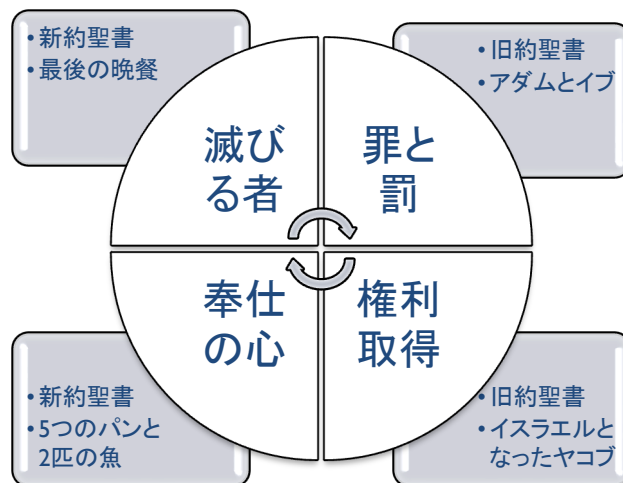 ・新約聖書
・最後の晩餐
・旧約聖書
・アダムとイブ
滅び
る者
罪と
罰
奉仕
の心
権利
取得
・新約聖書
・5つのパンと
2匹の魚
・旧約聖書
・イスラエルと
なったヤコブ